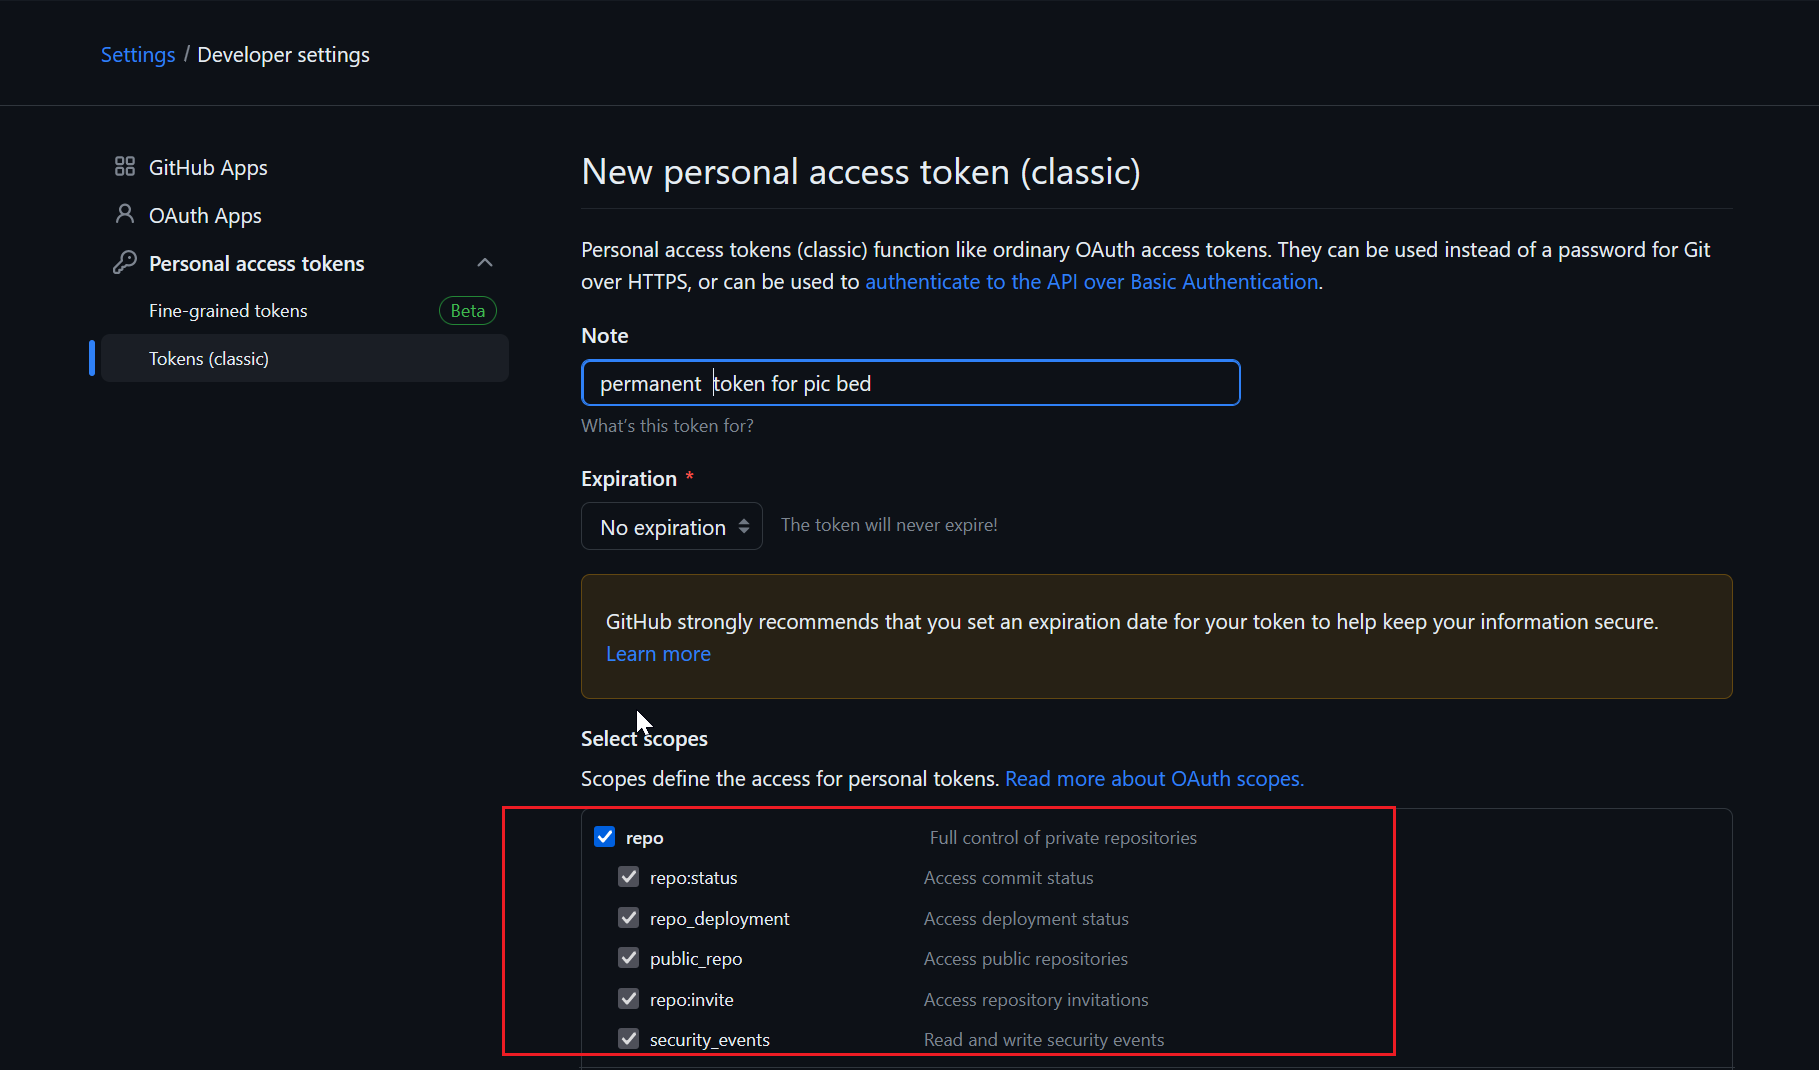 Settings / Developer settings
GitHub Apps
OAuth Apps
Personal access tokens
Fine-grained tokens Beta
Tokens (classic)
New personal access token (classic)
Personal access tokens (classic) function like ordinary OAuth access tokens. They can be used instead of a password for Git
over HTTPS, or can be used to authenticate to the API over Basic Authentication.
Note
permanent  token for pic bed
What's this token for?
Expiration *
No expiration The token will never expire!
GitHub strongly recommends that you set an expiration date for your token to help keep your information secure.
Learn more
Select scopes
Scopes define the access for personal tokens. Read more about OAuth scopes.
repo Full control of private repositories
repo:status Access commit status
repo_deployment Access deployment status
public_repo Access public repositories
repo:invite Access repository invitations
security_events Read and write security events